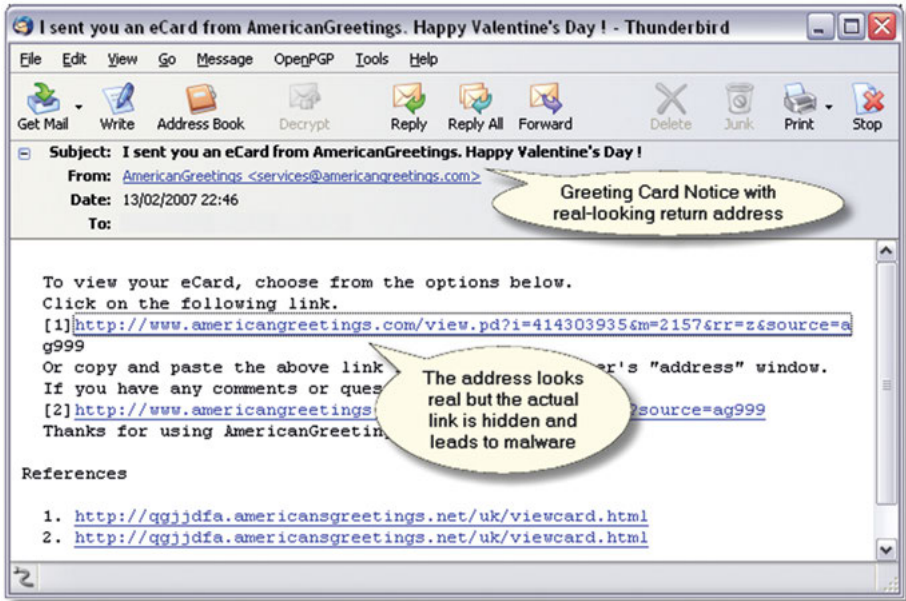 I sent you an eCard from AmericanGreetings. Happy Valentine's Day ! - Thunderbird
File Edit View Go Message OpenPGP Tools Help
Get Mail Write Address Book Decrypt Reply Reply All Forward Delete Junk Print Stop
Subject: I sent you an eCard from AmericanGreetings. Happy Valentine's Day !
From: AmericanGreetings <services@americangreetings.com>
Date: 13/02/2007 22:46
To:
Greeting Card Notice with
real-looking return address
To view your eCard, choose from the options below.
Click on the following link.
[1]http://www.americangreetings.com/view.pd?i=414303935&m=2157&rr=z&source=a
g999
Or copy and paste the above link er's "address" window.
If you have any comments or ques
[2]http://www.americangreetings ?source=ag999
Thanks for using AmericanGreetin
The address looks
real but the actual
link is hidden and
leads to malware
References
1. http://qgjjdfa.americansgreetings.net/uk/viewcard.html
2. http://qgjjdfa.americansgreetings.net/uk/viewcard.html